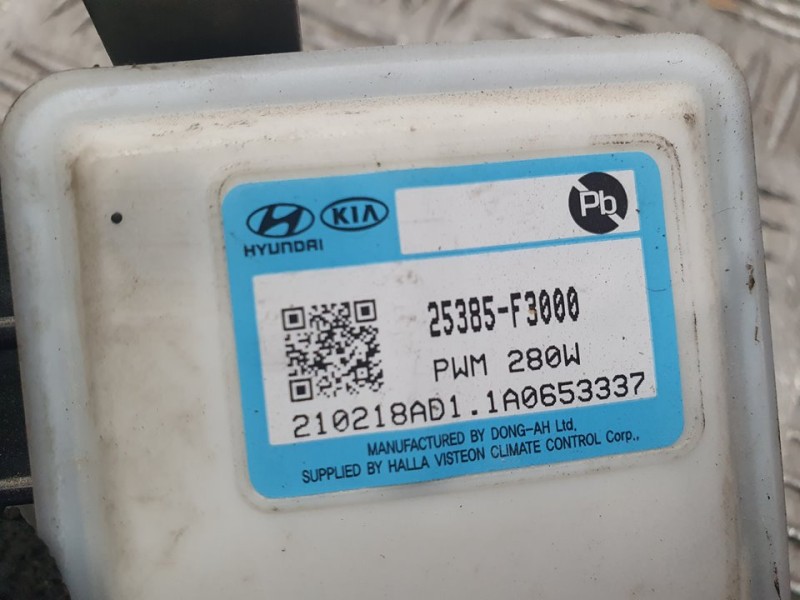 HYUNDAI
KIA
Pb
25385-F3000
PWM 280W
210218AD1.1A0653337
MANUFACTURED BY DONG-AH Ltd,
SUPPLIED BY HALLA VISTEON CLIMATE CONTROL Corp.,